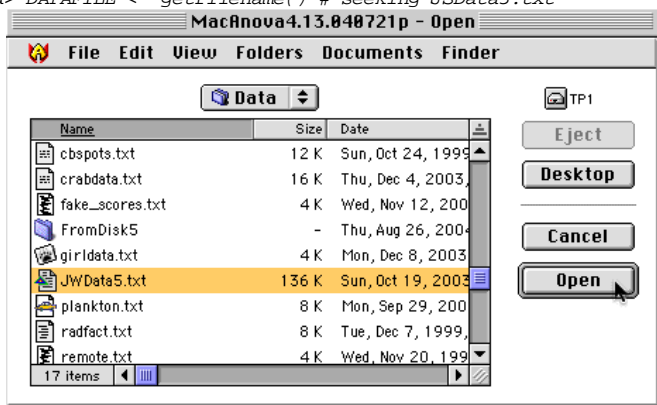 > DATAFILE <- getfilename() # seeking JSData5.txt
MacAnova4.13.040721p - Open
File Edit View Folders Documents Finder
Data
TP1
Name Size Date
Eject
cbspots.txt 12 K Sun, Oct 24, 1999
crabdata.txt 16 K Thu, Dec 4, 2003,
Desktop
fake_scores.txt 4 K Wed, Nov 12, 200
FromDisk5 - Thu, Aug 26, 200
Cancel
girldata.txt 4 K Mon, Dec 8, 2003
JWData5.txt 136 K Sun, Oct 19, 2003
Open
plankton.txt 8 K Mon, Sep 29, 200
radfact.txt 8 K Tue, Dec 7, 1999,
remote.txt 4 K Wed, Nov 20, 199
17 items